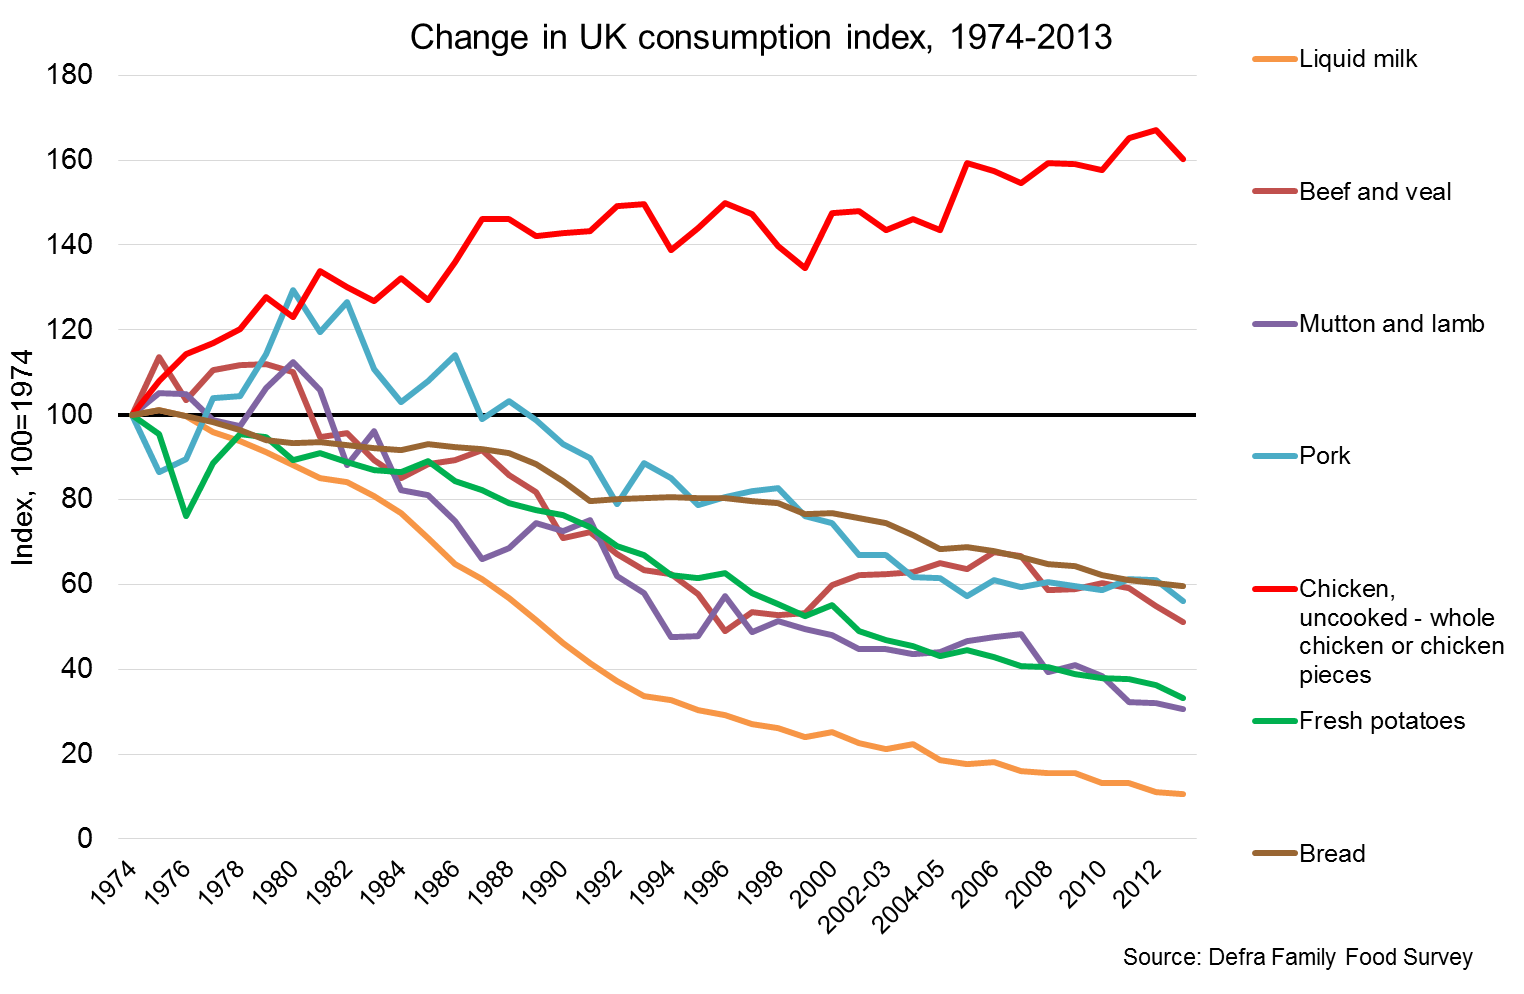 Change in UK consumption index, 1974-2013
Index, 100=1974
180
160
140
120
100
80
60
40
20
0
1974
1976
1978
1980
1982
1984
1986
1988
1990
1992
1994
1996
1998
2000
2002-03
2004-05
2006
2008
2010
2012
Liquid milk
Beef and veal
Mutton and lamb
Pork
Chicken,
uncooked - whole
chicken or chicken
pieces
Fresh potatoes
Bread
Source: Defra Family Food Survey